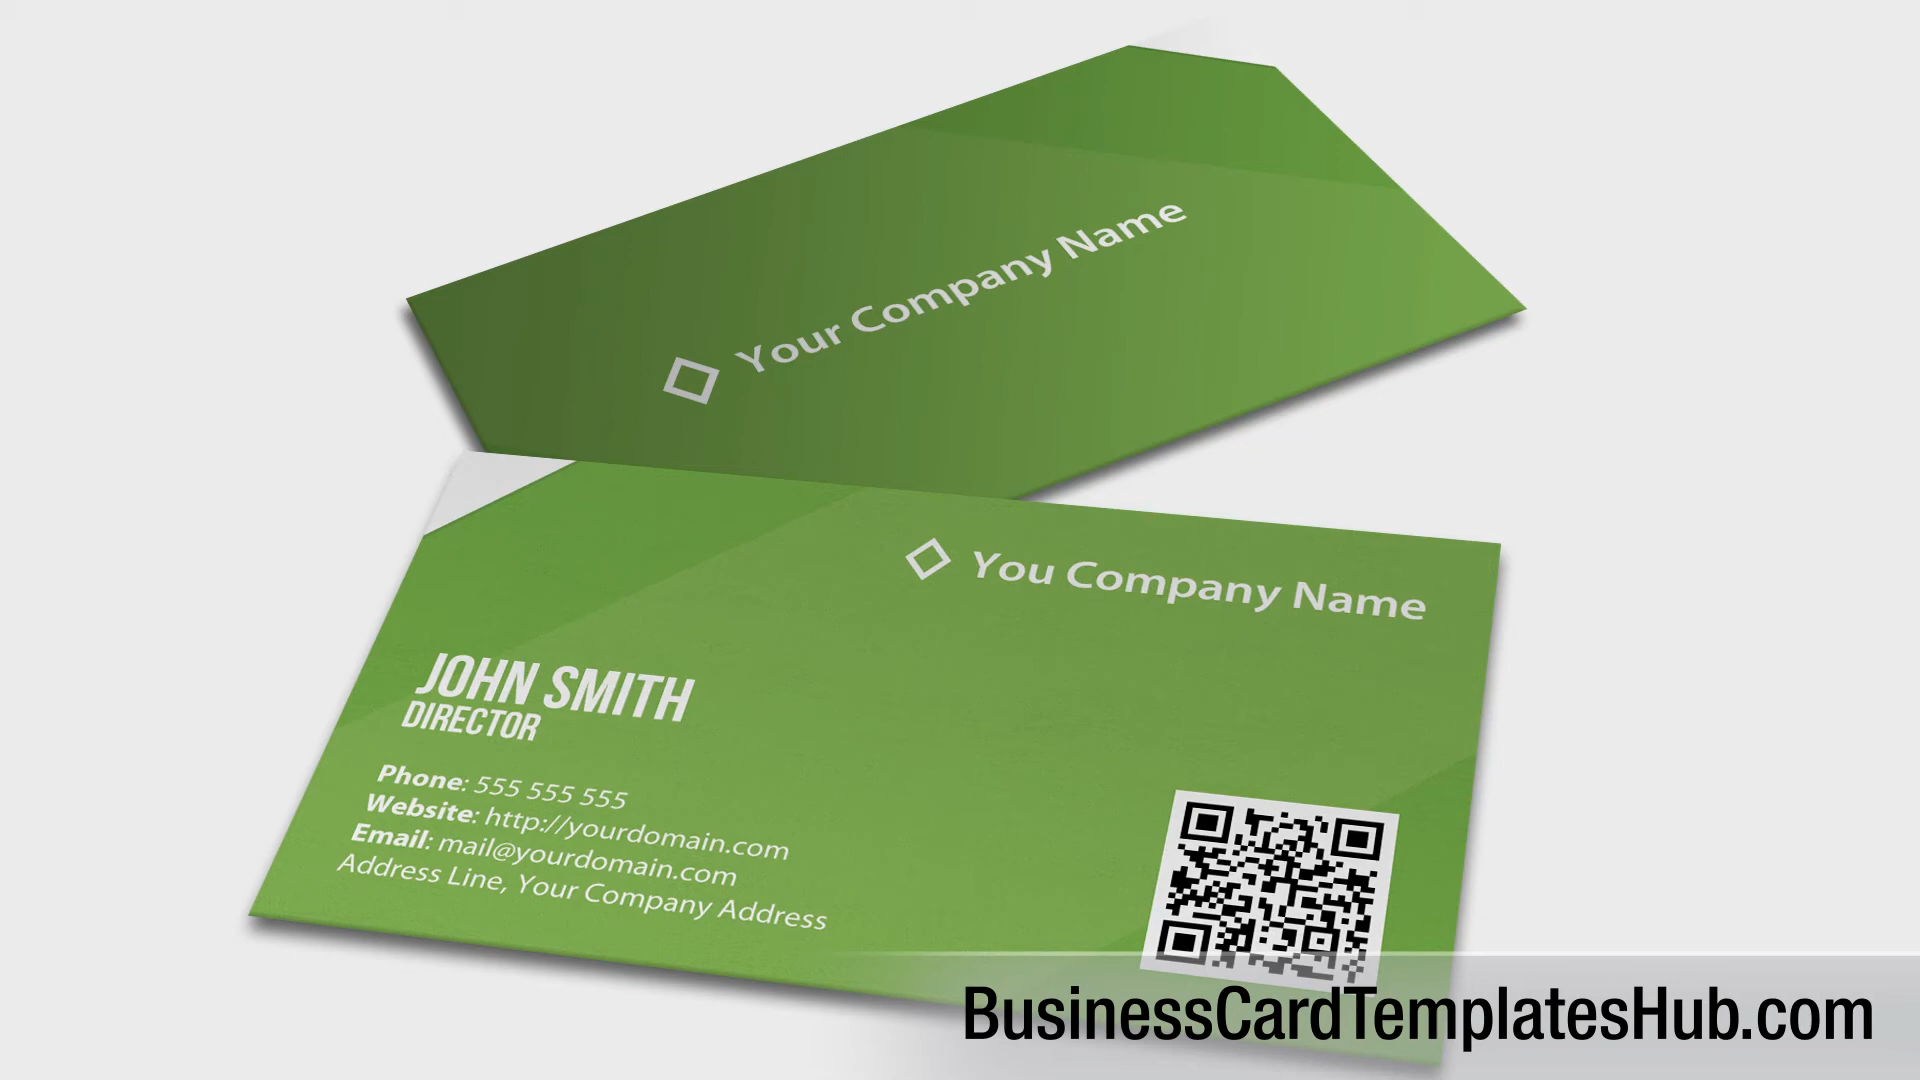 Your Company Name
You Company Name
JOHN SMITH
DIRECTOR
Phone: 555 555 555
Website: http://yourdomain.com
Email: mail@yourdomain.com
Address Line, Your Company Address
BusinessCardTemplatesHub.com